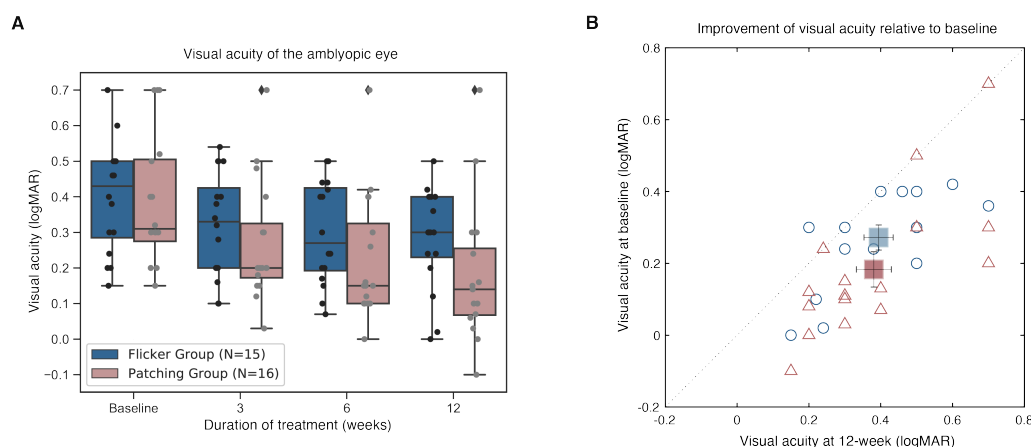 A
Visual acuity of the amblyopic eye
Visual acuity (logMAR)
0.7
0.6
0.5
0.4
0.3
0.2
0.1
0.0
−0.1
Flicker Group (N=15)
Patching Group (N=16)
Baseline 3 6 12
Duration of treatment (weeks)
B
Improvement of visual acuity relative to baseline
Visual acuity at baseline (logMAR)
0.8
0.6
0.4
0.2
0
-0.2
-0.2 0 0.2 0.4 0.6 0.8
Visual acuity at 12-week (logMAR)